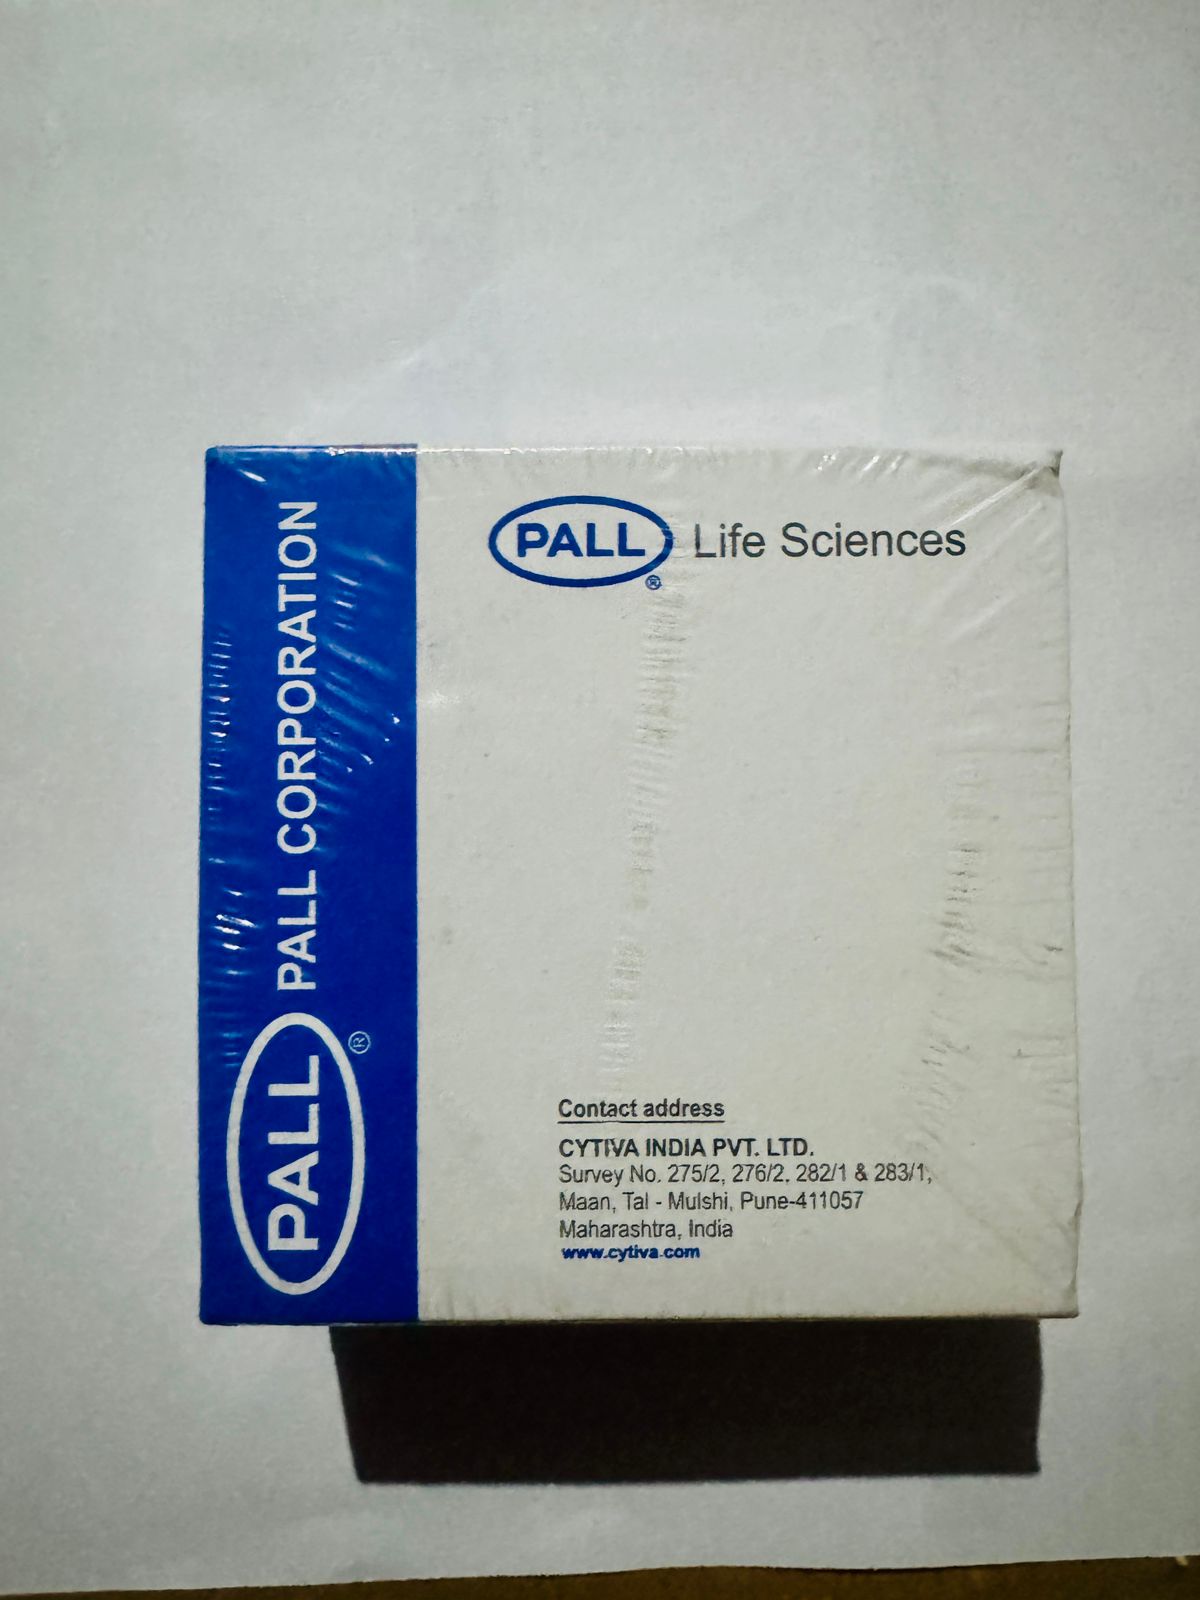 PALL PALL CORPORATION
®
PALL Life Sciences
®
Contact address
CYTIVA INDIA PVT. LTD.
Survey No. 275/2, 276/2, 282/1 & 283/1,
Maan, Tal - Mulshi, Pune-411057
Maharashtra, India
www.cytiva.com